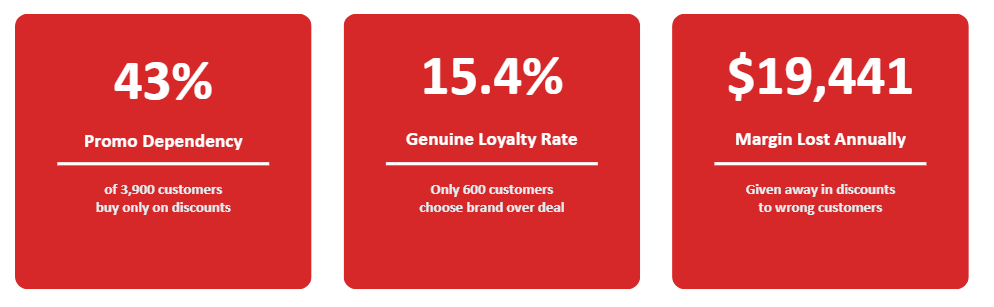 43%
Promo Dependency
of 3,900 customers
buy only on discounts
15.4%
Genuine Loyalty Rate
Only 600 customers
choose brand over deal
$19,441
Margin Lost Annually
Given away in discounts
to wrong customers